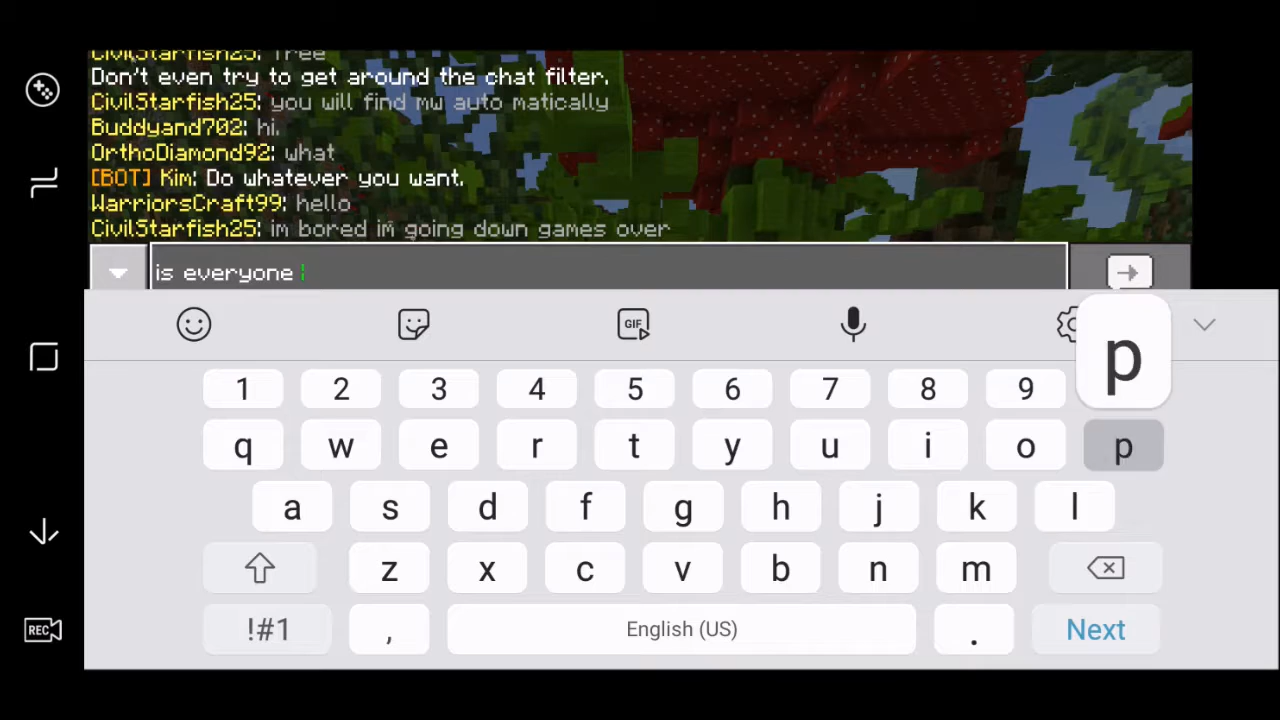 CivilStarfish25: Tree
Don't even try to get around the chat filter.
CivilStarfish25: you will find mw auto matically
Buddyand702: hi.
OrthoDiamond92: what
[BOT] Kim: Do whatever you want.
WarriorsCraft99: hello
CivilStarfish25: im bored im going down games over
is everyone
GIF
p
1 2 3 4 5 6 7 8 9
q w e r t y u i o p
a s d f g h j k l
z x c v b n m
!#1 , English (US) . Next
REC